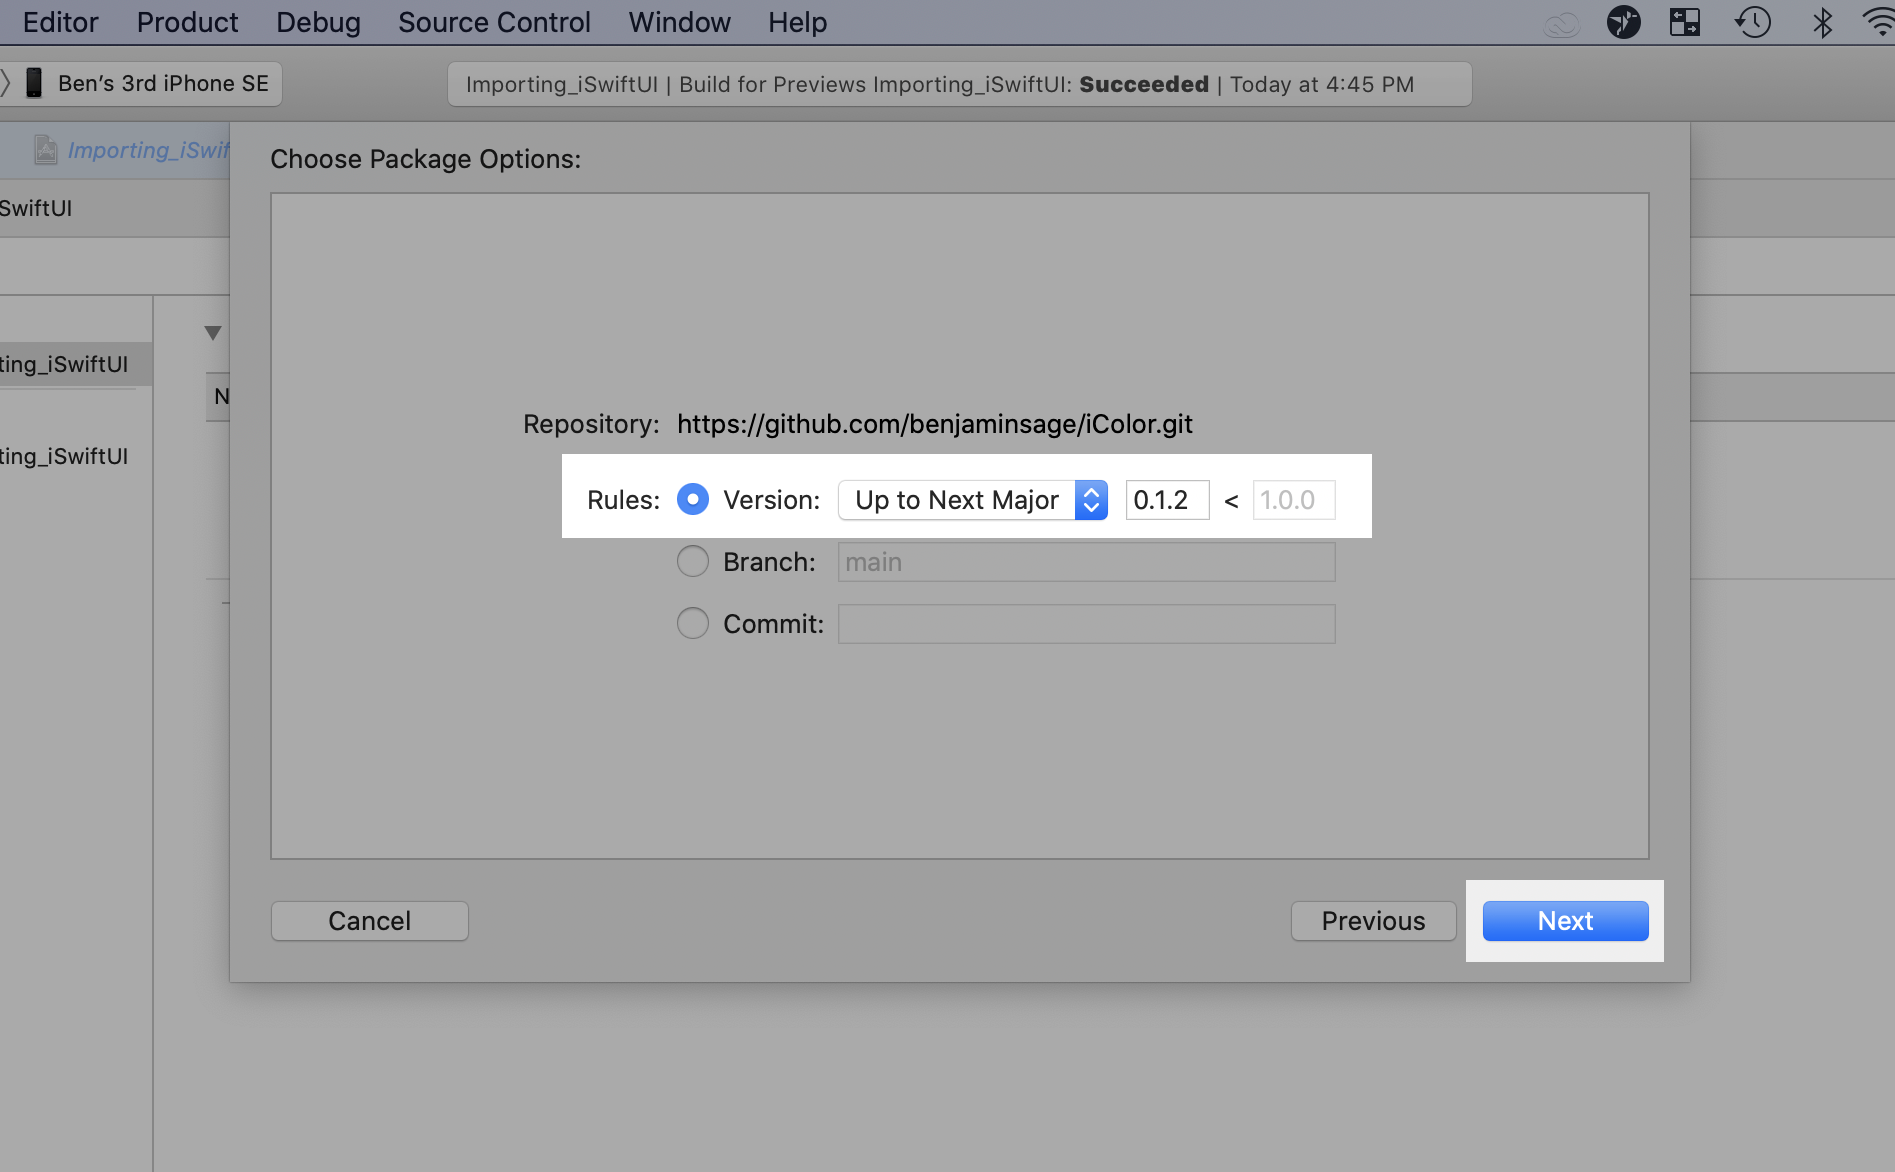 Editor Product Debug Source Control Window Help
Ben’s 3rd iPhone SE
Importing_iSwiftUI | Build for Previews Importing_iSwiftUI: Succeeded | Today at 4:45 PM
Importing_iSwif
Choose Package Options:
SwiftUI
ting_iSwiftUI
N
ting_iSwiftUI
Repository: https://github.com/benjaminsage/iColor.git
Rules: Version: Up to Next Major 0.1.2 < 1.0.0
Branch: main
Commit:
Cancel Previous Next